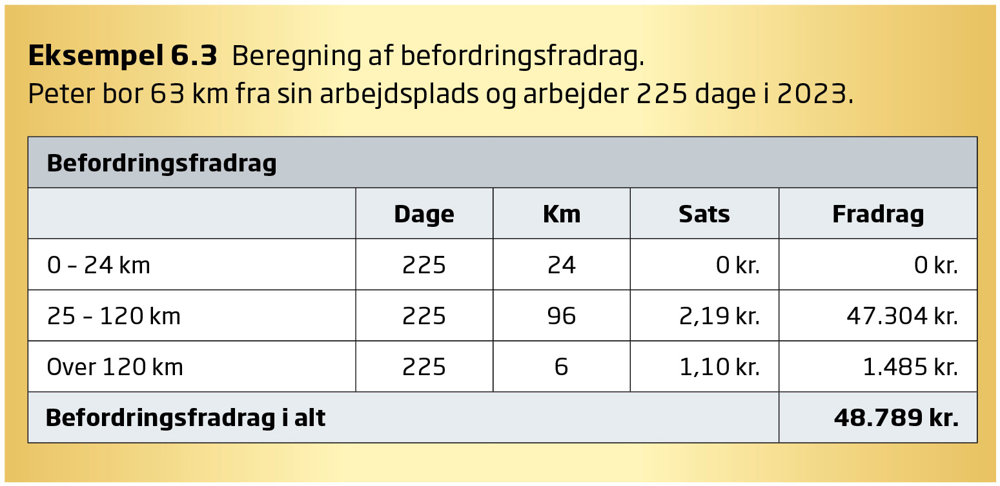 Eksempel 6.3 Beregning af befordringsfradrag.
Peter bor 63 km fra sin arbejdsplads og arbejder 225 dage i 2023.
Befordringsfradrag
Dage Km Sats Fradrag
0 – 24 km 225 24 0 kr. 0 kr.
25 – 120 km 225 96 2,19 kr. 47.304 kr.
Over 120 km 225 6 1,10 kr. 1.485 kr.
Befordringsfradrag i alt 48.789 kr.